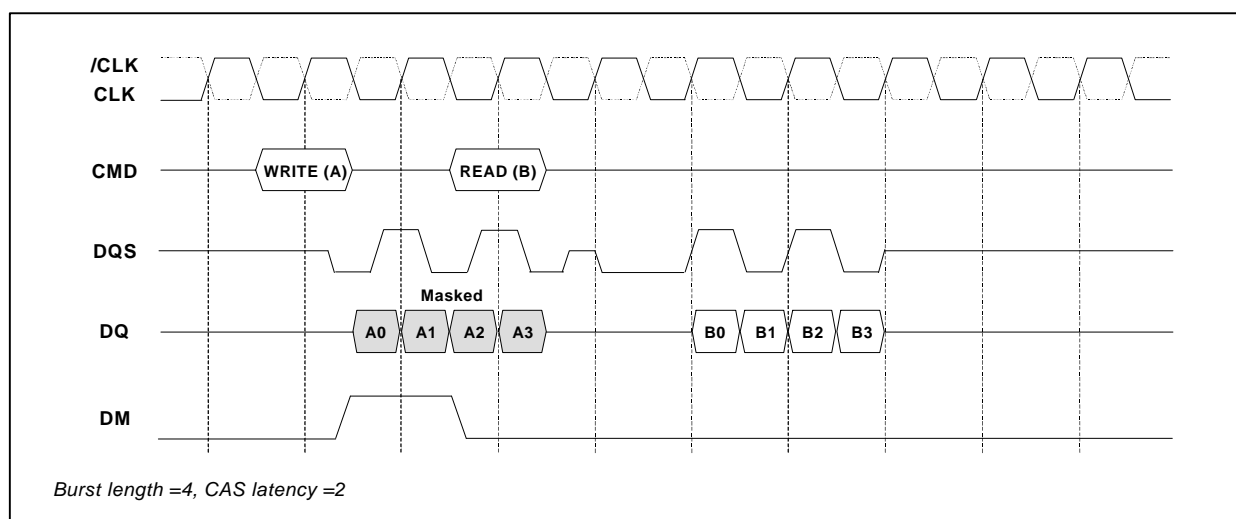 /CLK
CLK
CMD WRITE (A) READ (B)
DQS
Masked
DQ A0 A1 A2 A3 B0 B1 B2 B3
DM
Burst length =4, CAS latency =2